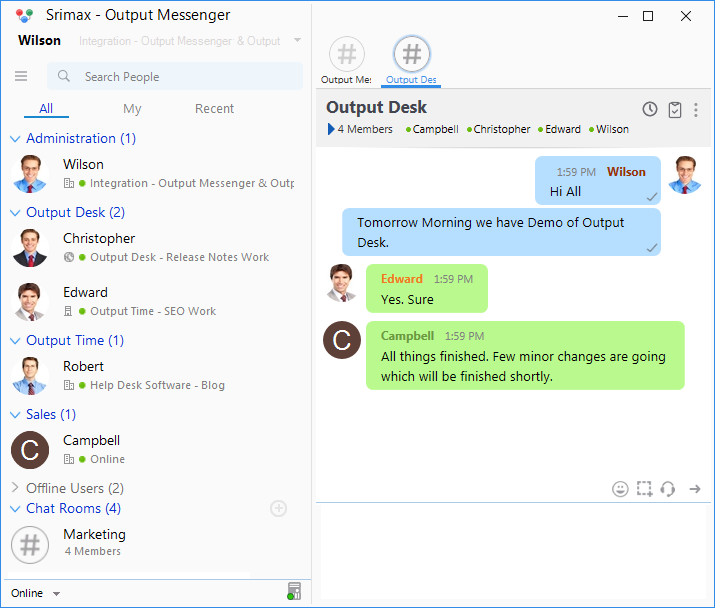 Srimax - Output Messenger
Wilson
Integration - Output Messenger & Output
Search People
All
My
Recent
Administration (1)
Wilson
Integration - Output Messenger & Outp
Output Desk (2)
Christopher
Output Desk - Release Notes Work
Edward
Output Time - SEO Work
Output Time (1)
Robert
Help Desk Software - Blog
Sales (1)
C
Campbell
Online
Offline Users (2)
Chat Rooms (4)
#
Marketing
4 Members
Online
#
#
Output Me:
Output Des
Output Desk
4 Members
Campbell
Christopher
Edward
Wilson
1:59 PM Wilson
Hi All
Tomorrow Morning we have Demo of Output
Desk.
Edward 1:59 PM
Yes. Sure
C
Campbell 1:59 PM
All things finished. Few minor changes are going
which will be finished shortly.